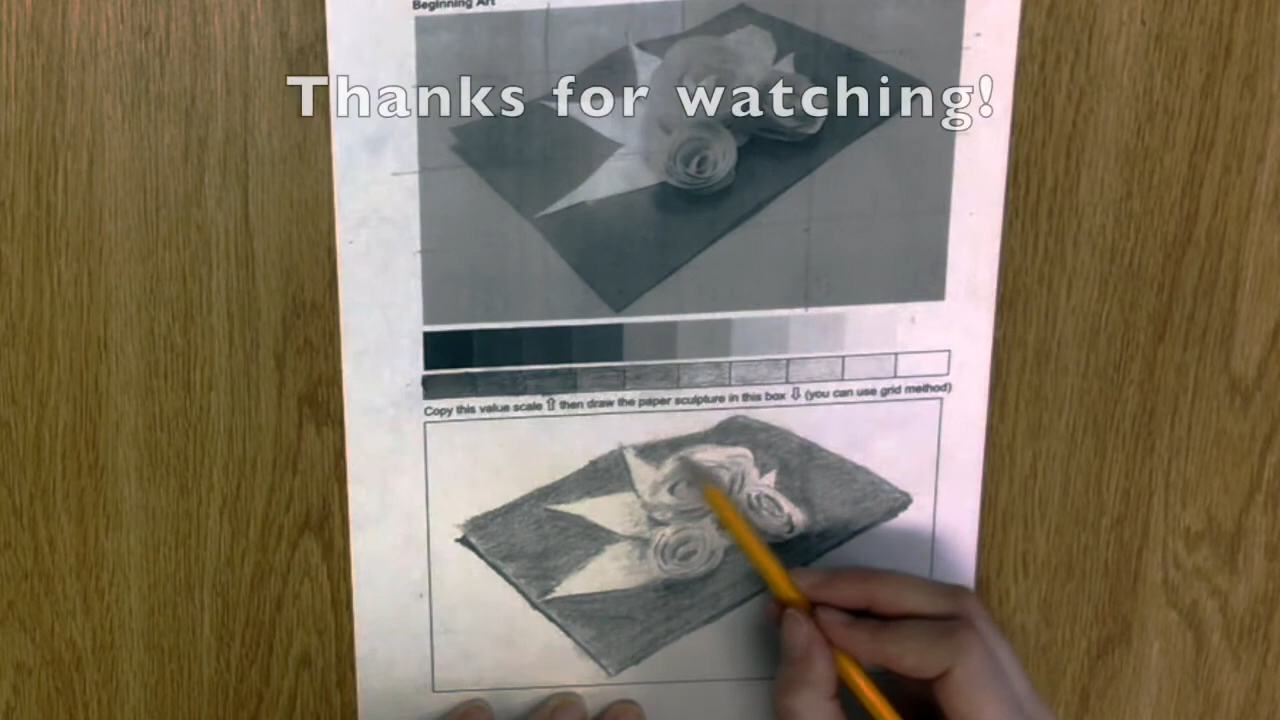 Beginning Art
Thanks for watching!
Copy this value scale ⇧ then draw the paper sculpture in this box ⇩ (you can use grid method)